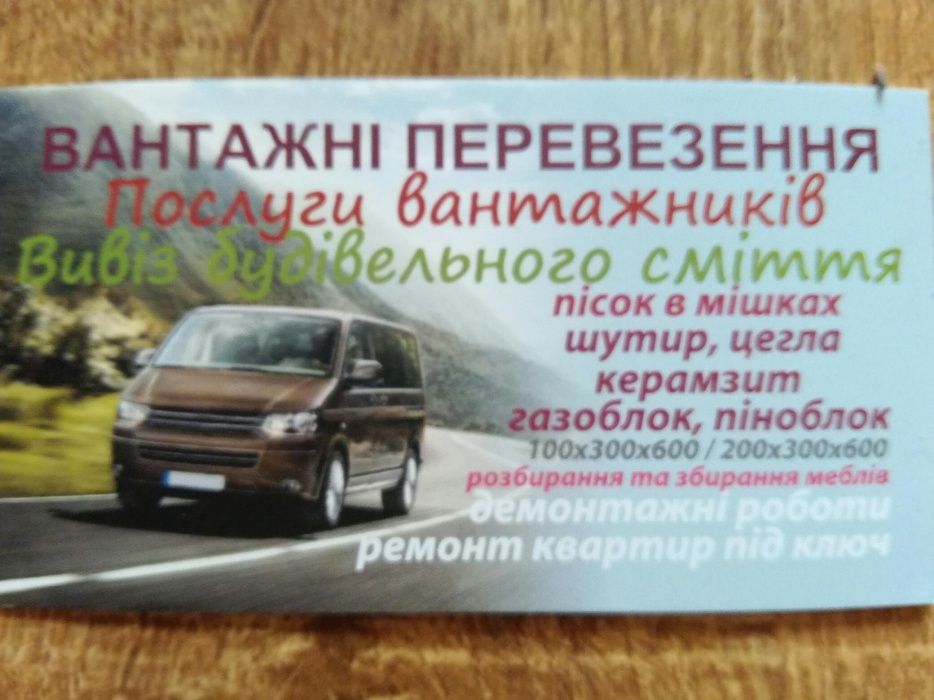 ВАНТАЖНІ ПЕРЕВЕЗЕННЯ
Послуги вантажників
Вивіз будівельного сміття
пісок в мішках
шутир, цегла
керамзит
газоблок, піноблок
100х300х600 / 200х300х600
розбирання та збирання меблів
демонтажні роботи
ремонт квартир під ключ